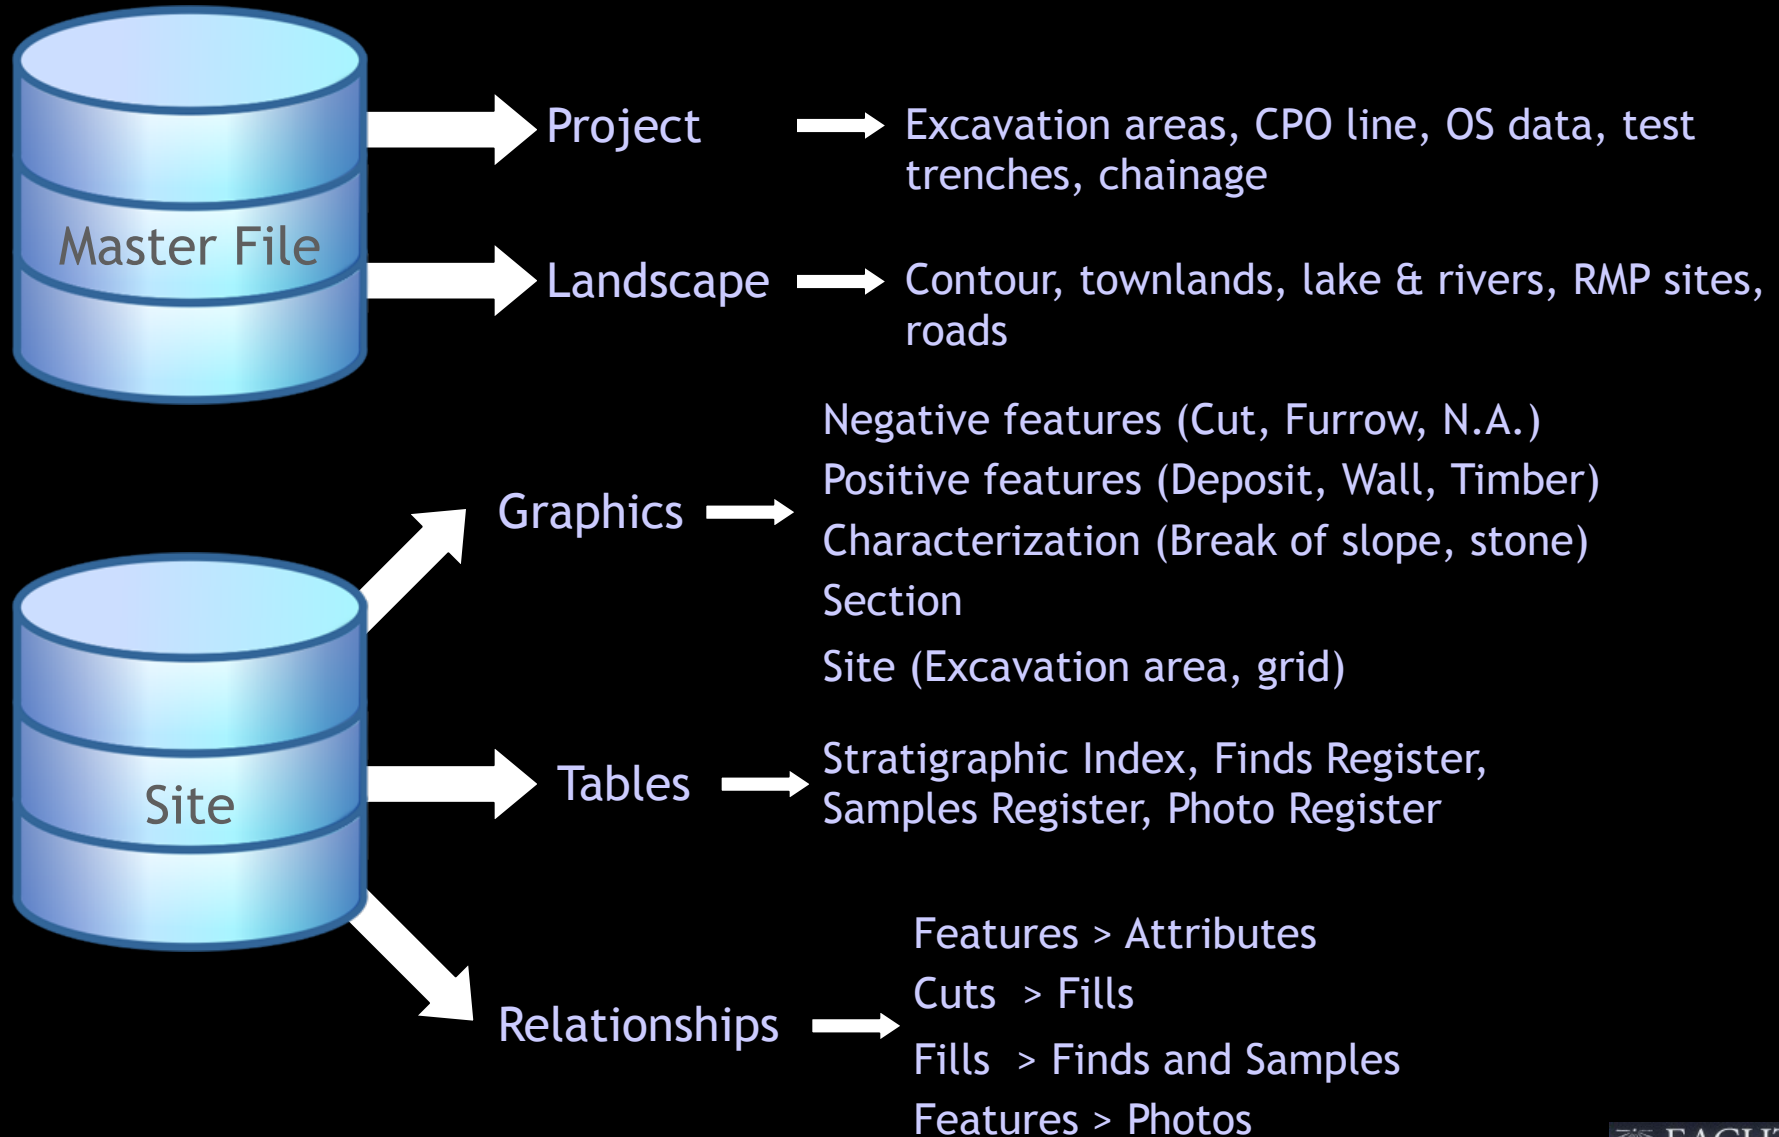 Master File
Project
Excavation areas, CPO line, OS data, test
trenches, chainage
Landscape
Contour, townlands, lake & rivers, RMP sites,
roads
Site
Graphics
Negative features (Cut, Furrow, N.A.)
Positive features (Deposit, Wall, Timber)
Characterization (Break of slope, stone)
Section
Site (Excavation area, grid)
Tables
Stratigraphic Index, Finds Register,
Samples Register, Photo Register
Relationships
Features > Attributes
Cuts > Fills
Fills > Finds and Samples
Features > Photos